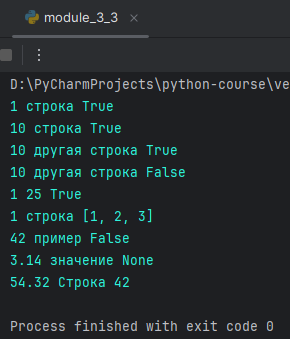 module_3_3
D:\PyCharmProjects\python-course\ve
1 строка True
10 строка True
10 другая строка True
10 другая строка False
1 25 True
1 строка [1, 2, 3]
42 пример False
3.14 значение None
54.32 Строка 42
Process finished with exit code 0